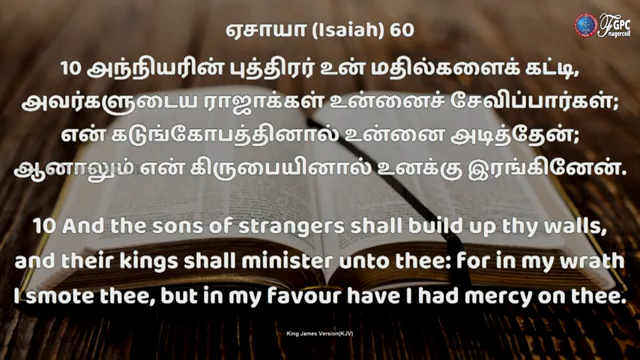 ஏசாயா (Isaiah) 60
FGPC
nagercoil
10 அந்நியரின் புத்திரர் உன் மதில்களைக் கட்டி,
அவர்களுடைய ராஜாக்கள் உன்னைச் சேவிப்பார்கள்;
என் கடுங்கோபத்தினால் உன்னை அடித்தேன்;
ஆனாலும் என் கிருபையினால் உனக்கு இரங்கினேன்.
10 And the sons of strangers shall build up thy walls,
and their kings shall minister unto thee: for in my wrath
I smote thee, but in my favour have I had mercy on thee.
King James Version(KJV)